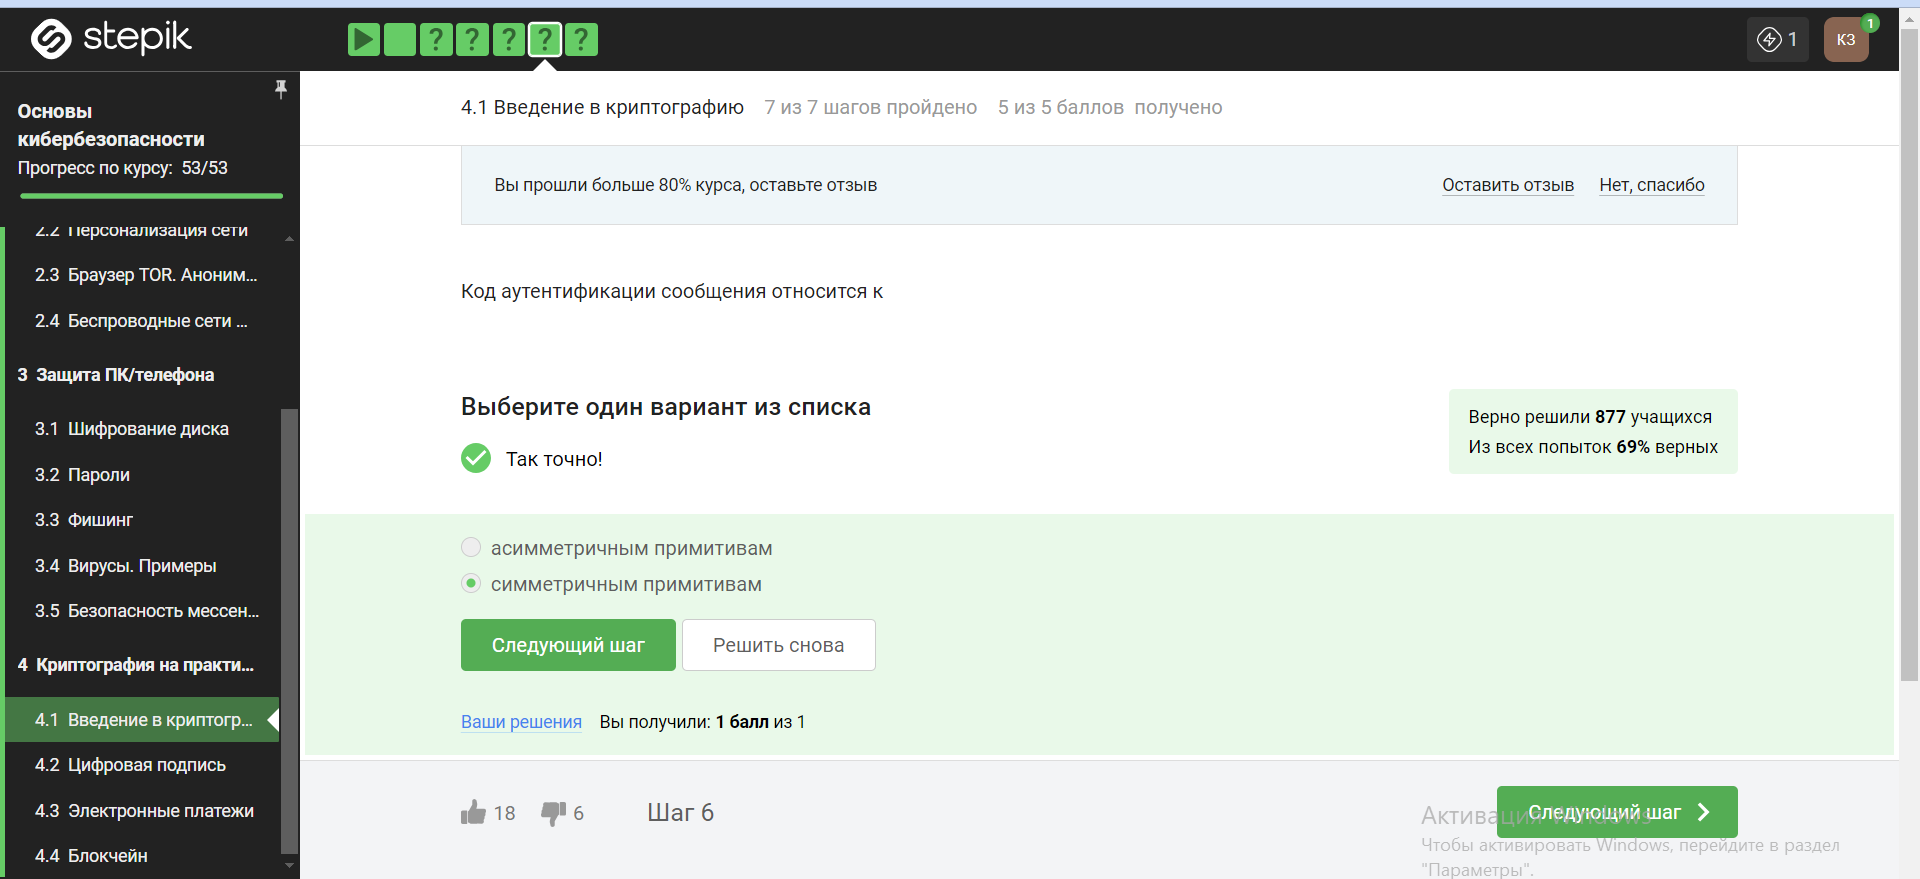 stepik
? ? ? ? ?
1
КЗ
1
Основы
кибербезопасности
Прогресс по курсу: 53/53
2.2 Персонализация сети
2.3 Браузер TOR. Аноним...
2.4 Беспроводные сети ...
3 Защита ПК/телефона
3.1 Шифрование диска
3.2 Пароли
3.3 Фишинг
3.4 Вирусы. Примеры
3.5 Безопасность мессен...
4 Криптография на практи...
4.1 Введение в криптогр...
4.2 Цифровая подпись
4.3 Электронные платежи
4.4 Блокчейн
4.1 Введение в криптографию 7 из 7 шагов пройдено 5 из 5 баллов получено
Вы прошли больше 80% курса, оставьте отзыв Оставить отзыв Нет, спасибо
Код аутентификации сообщения относится к
Выберите один вариант из списка
Так точно!
Верно решили 877 учащихся
Из всех попыток 69% верных
асимметричным примитивам
симметричным примитивам
Следующий шаг Решить снова
Ваши решения Вы получили: 1 балл из 1
18 6 Шаг 6
Следующий шаг
Активация Windows
Чтобы активировать Windows, перейдите в раздел
"Параметры".